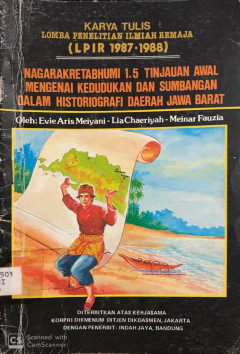 KARYA TULIS
LOMBA PENELITIAN ILMIAH REMAJA
(LPIR 1987-1988)
NAGARAKRETABHUMI 1.5 TINJAUAN AWAL
MENGENAI KEDUDUKAN DAN SUMBANGAN
DALAM HISTORIOGRAFI DAERAH JAWA BARAT
Oleh: Evie Aris Meiyani - Lia Chaeriyah - Meinar Fauzia
501
I
DITERBITKAN ATAS KERJASAMA
KORPRI DIKMENUM DITJEN DIKDASMEN, JAKARTA
DENGAN PENERBIT: INDAH JAYA, BANDUNG
CS Scanned with
CamScanner